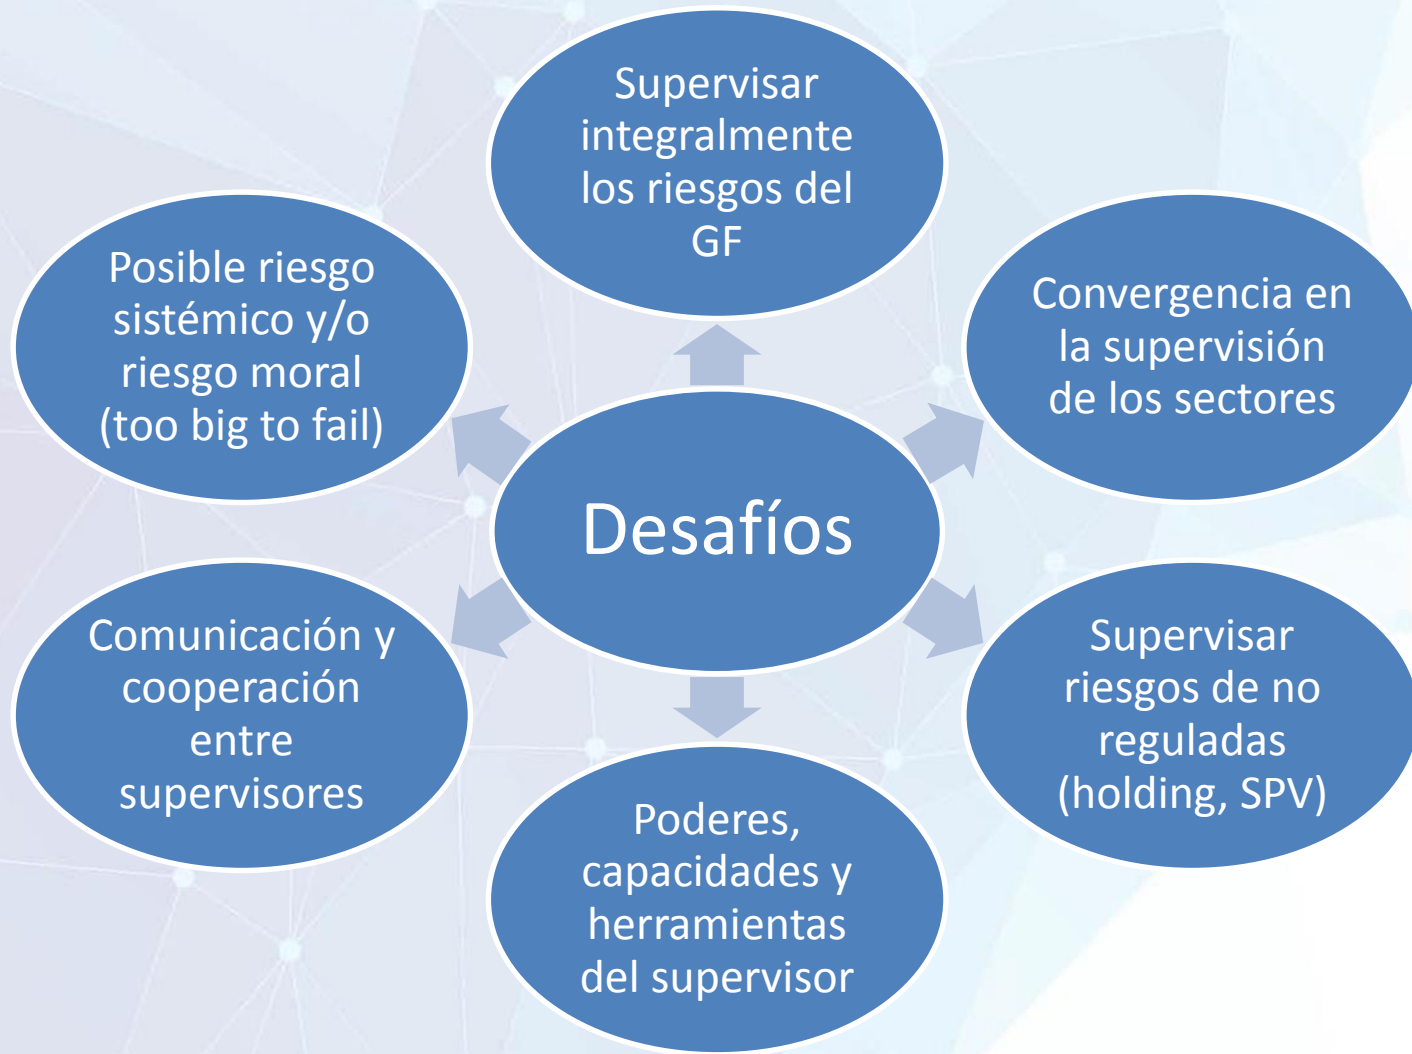 Supervisar
integralmente
los riesgos del
GF
Convergencia en
la supervisión
de los sectores
Supervisar
riesgos de no
reguladas
(holding, SPV)
Poderes,
capacidades y
herramientas
del supervisor
Comunicación y
cooperación
entre
supervisores
Posible riesgo
sistémico y/o
riesgo moral
(too big to fail)
Desafíos